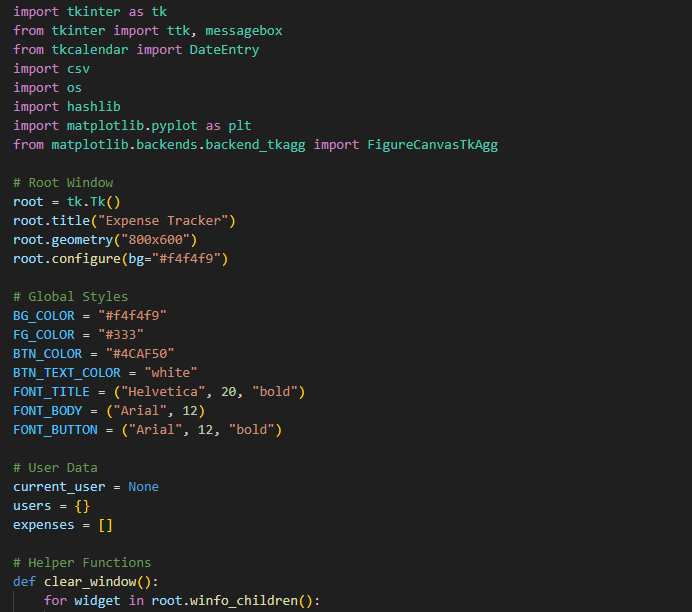 import tkinter as tk
from tkinter import ttk, messagebox
from tkcalendar import DateEntry
import csv
import os
import hashlib
import matplotlib.pyplot as plt
from matplotlib.backends.backend_tkagg import FigureCanvasTkAgg

# Root Window
root = tk.Tk()
root.title("Expense Tracker")
root.geometry("800x600")
root.configure(bg="#f4f4f9")

# Global Styles
BG_COLOR = "#f4f4f9"
FG_COLOR = "#333"
BTN_COLOR = "#4CAF50"
BTN_TEXT_COLOR = "white"
FONT_TITLE = ("Helvetica", 20, "bold")
FONT_BODY = ("Arial", 12)
FONT_BUTTON = ("Arial", 12, "bold")

# User Data
current_user = None
users = {}
expenses = []

# Helper Functions
def clear_window():
    for widget in root.winfo_children():